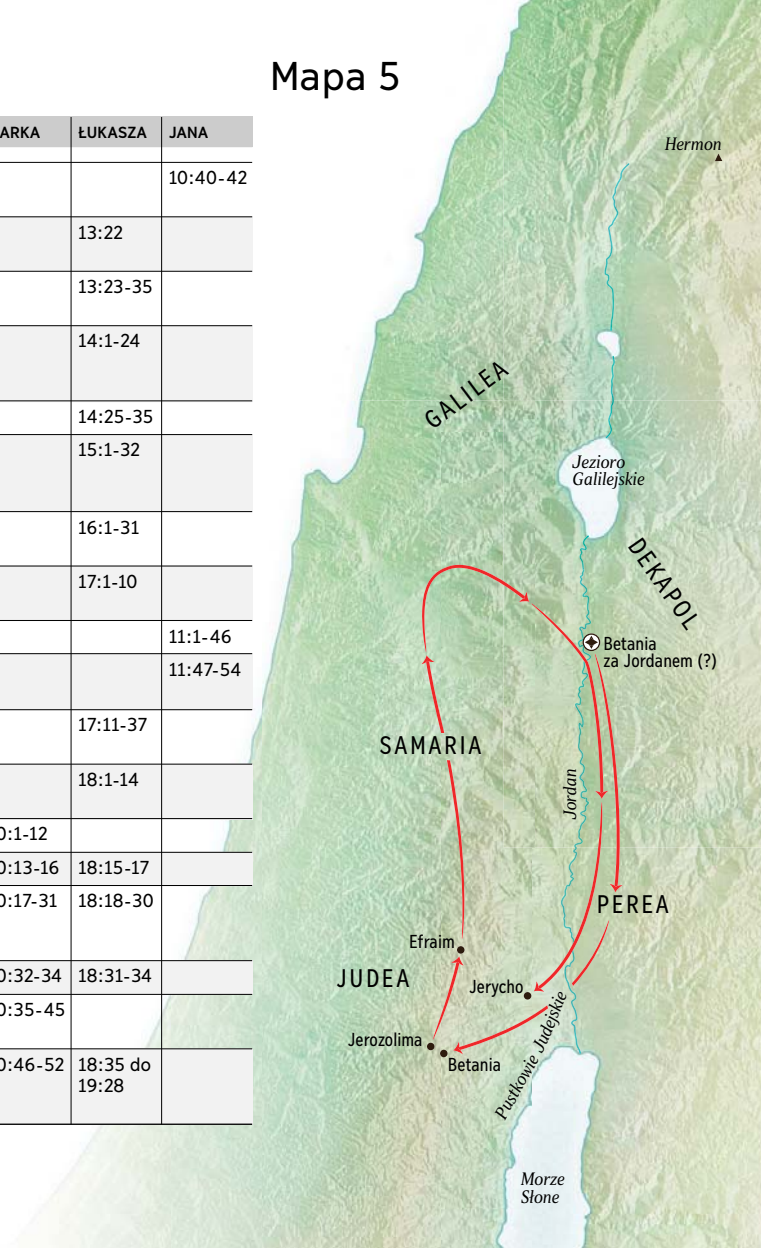 Mapa 5
ARKA ŁUKASZA JANA
10:40-42
13:22
13:23-35
14:1-24
14:25-35
15:1-32
16:1-31
17:1-10
11:1-46
11:47-54
17:11-37
18:1-14
0:1-12
0:13-16 18:15-17
0:17-31 18:18-30
0:32-34 18:31-34
0:35-45
0:46-52 18:35 do
19:28
Hermon
GALILEA
Jezioro
Galilejskie
DEKAPOL
Betania
za Jordanem (?)
SAMARIA
Jordan
PEREA
Efraim
JUDEA
Jerycho
Jerozolima
Betania
Pustkowie Judejskie
Morze
Słone